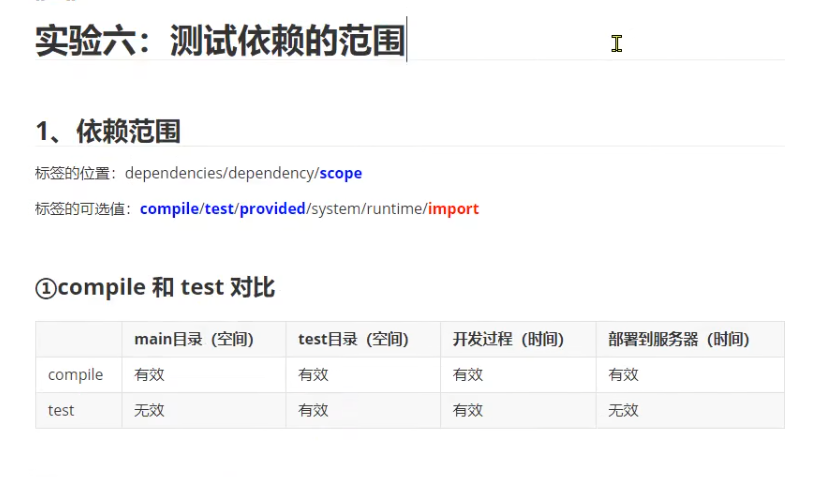 实验六：测试依赖的范围
1、依赖范围
标签的位置：dependencies/dependency/scope
标签的可选值：compile/test/provided/system/runtime/import
①compile 和 test 对比
main目录（空间） test目录（空间） 开发过程（时间） 部署到服务器（时间）
compile 有效 有效 有效 有效
test 无效 有效 有效 无效